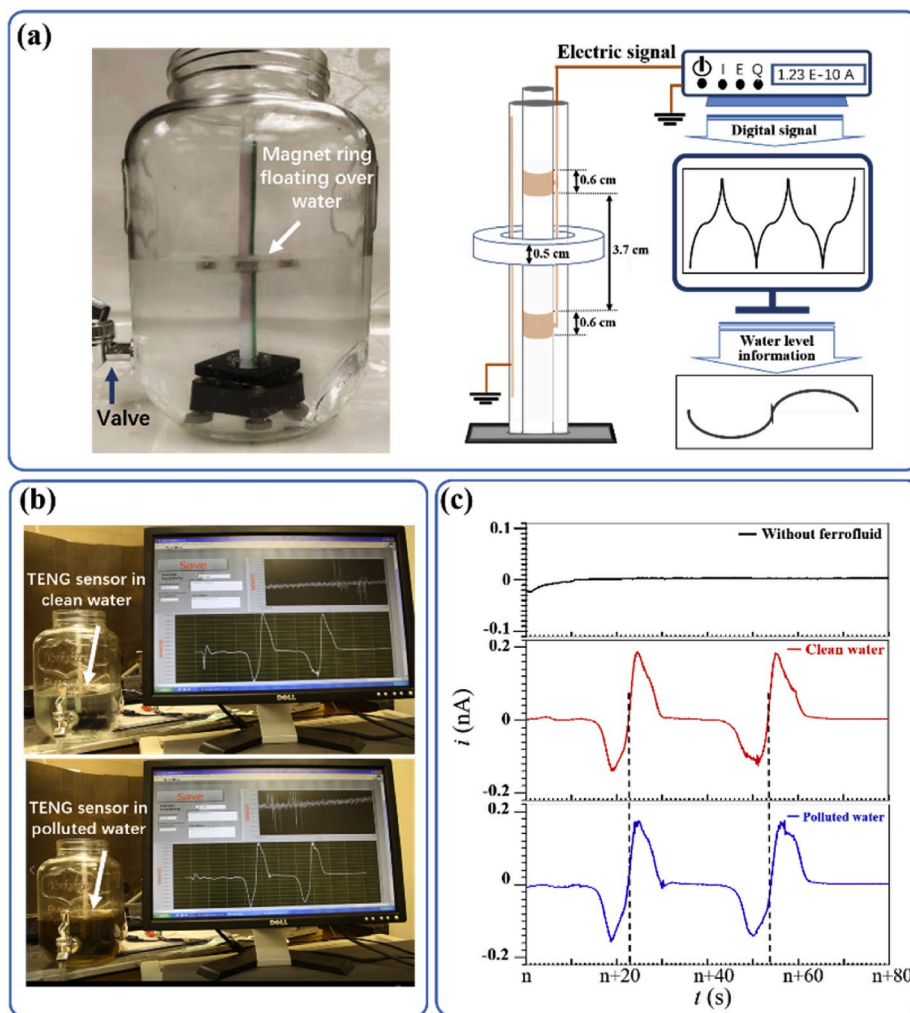 (a)
Magnet ring
floating over
water
Valve
Electric signal
I E Q
1.23 E-10 A
Digital signal
0.6 cm
3.7 cm
0.5 cm
0.6 cm
Water level
information
(b)
TENG sensor in
clean water
Save
DELL
TENG sensor in
polluted water
Save
DELL
(c)
0.1
0
-0.1
Without ferrofluid
0.2
0
-0.2
Clean water
0.2
0
-0.2
Polluted water
i (nA)
n n+20 n+40 n+60 n+80
t (s)